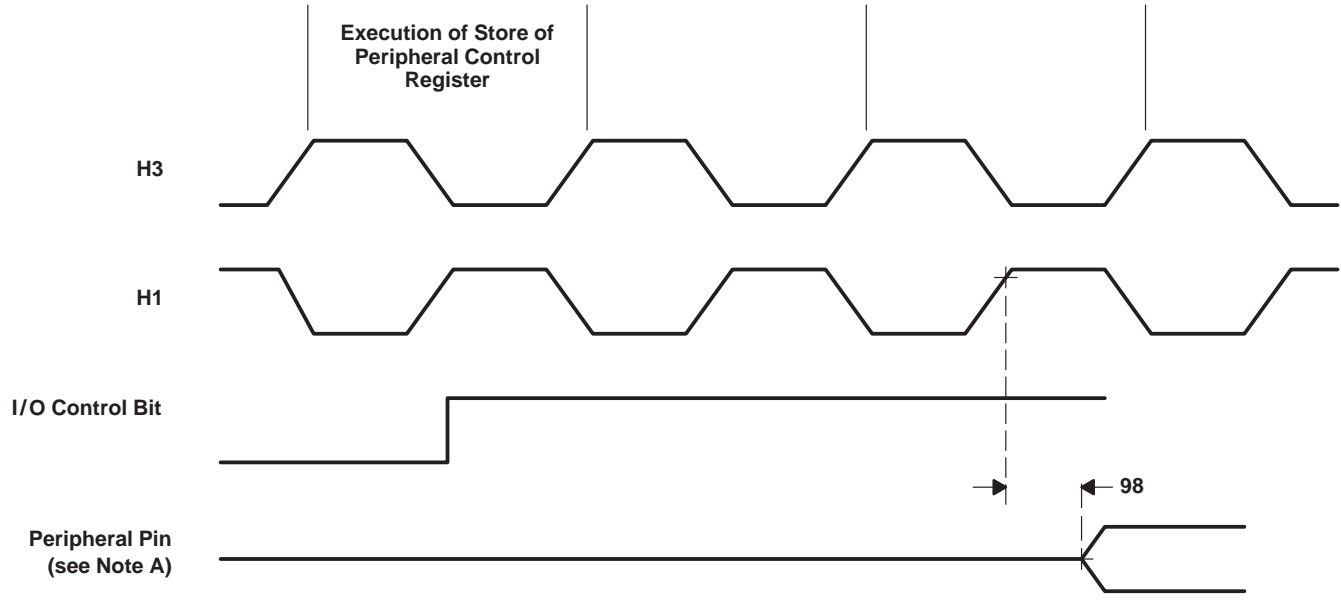 Execution of Store of
Peripheral Control
Register
H3
H1
I/O Control Bit
98
Peripheral Pin
(see Note A)